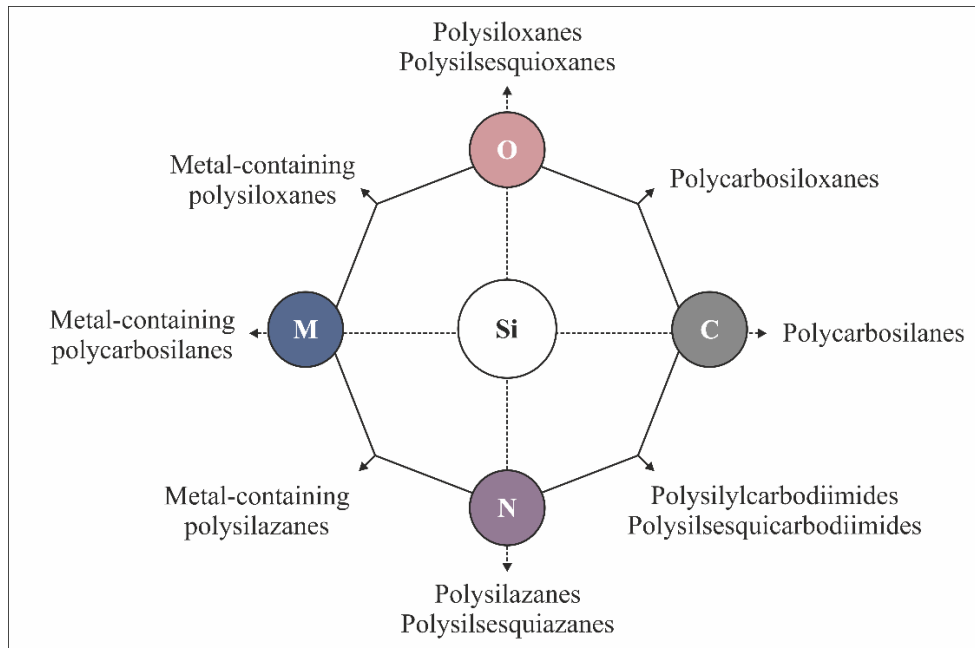 Polysiloxanes
Polysilsesquioxanes
O
Metal-containing
polysiloxanes
Polycarbosiloxanes
Metal-containing
polycarbosilanes
M
Si
C
Polycarbosilanes
Metal-containing
polysilazanes
N
Polysilylcarbodiimides
Polysilsesquicarbodiimides
Polysilazanes
Polysilsesquiazanes